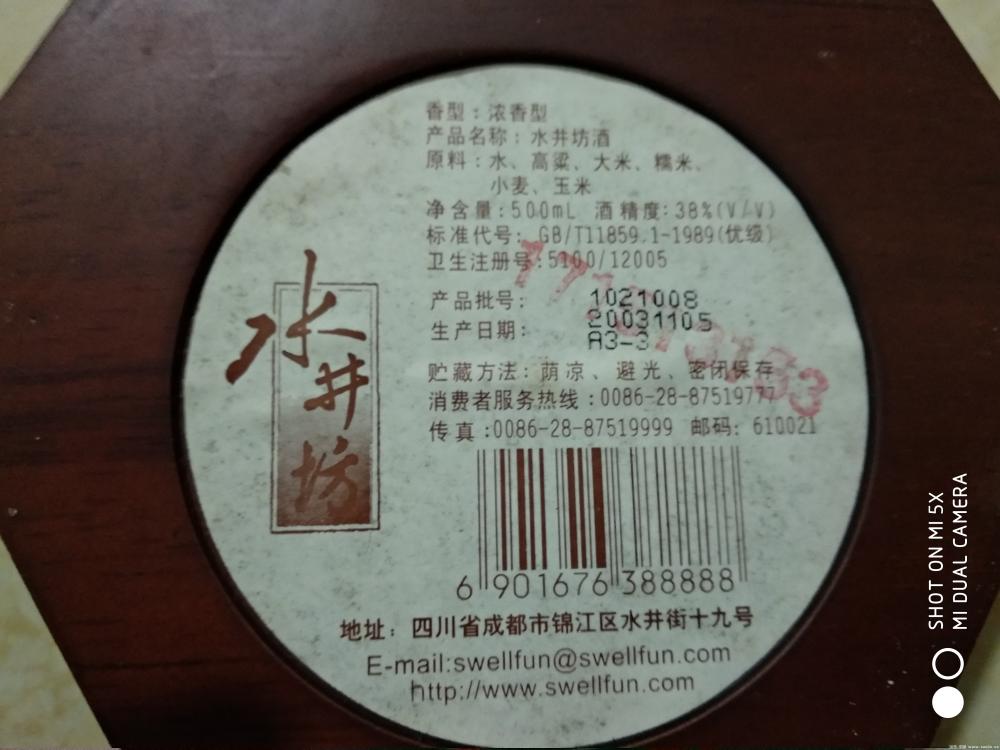 香型：浓香型
产品名称：水井坊酒
原料：水、高粱、大米、糯米、
小麦、玉米
净含量：500mL 酒精度：38%(V/V)
标准代号：GB/T11859.1-1989(优级)
卫生注册号：5100/12005
产品批号： 1021008
生产日期： 20031105
A3-3
贮藏方法：荫凉、避光、密闭保存
消费者服务热线：0086-28-87519777
传真：0086-28-87519999 邮码：610021
水井坊
6 901676 388888
地址：四川省成都市锦江区水井街十九号
E-mail:swellfun@swellfun.com
http://www.swellfun.com
SHOT ON MI 5X
MI DUAL CAMERA